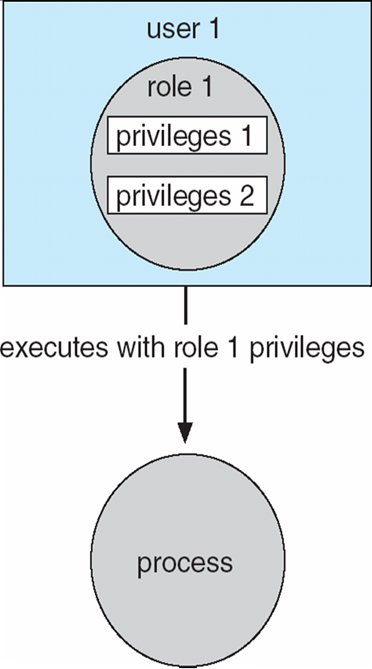 user 1
role 1
privileges 1
privileges 2
executes with role 1 privileges
process